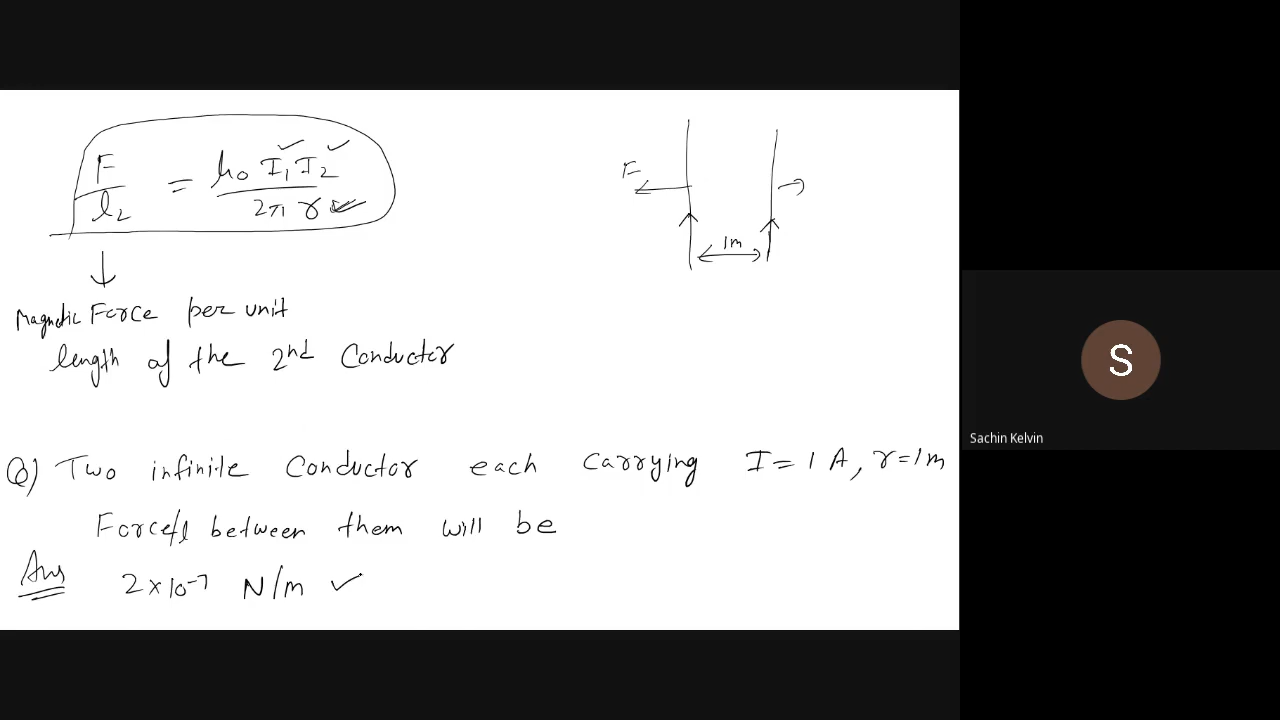 F/l₂ = μ₀ I₁ I₂ / 2π r
Magnetic Force per unit
length of the 2nd Conductor
F
1m
Q) Two infinite Conductor each Carrying I = 1 A, r = 1 m
Force/l between them will be
Ans 2×10⁻⁷ N/m ✓
S
Sachin Kelvin